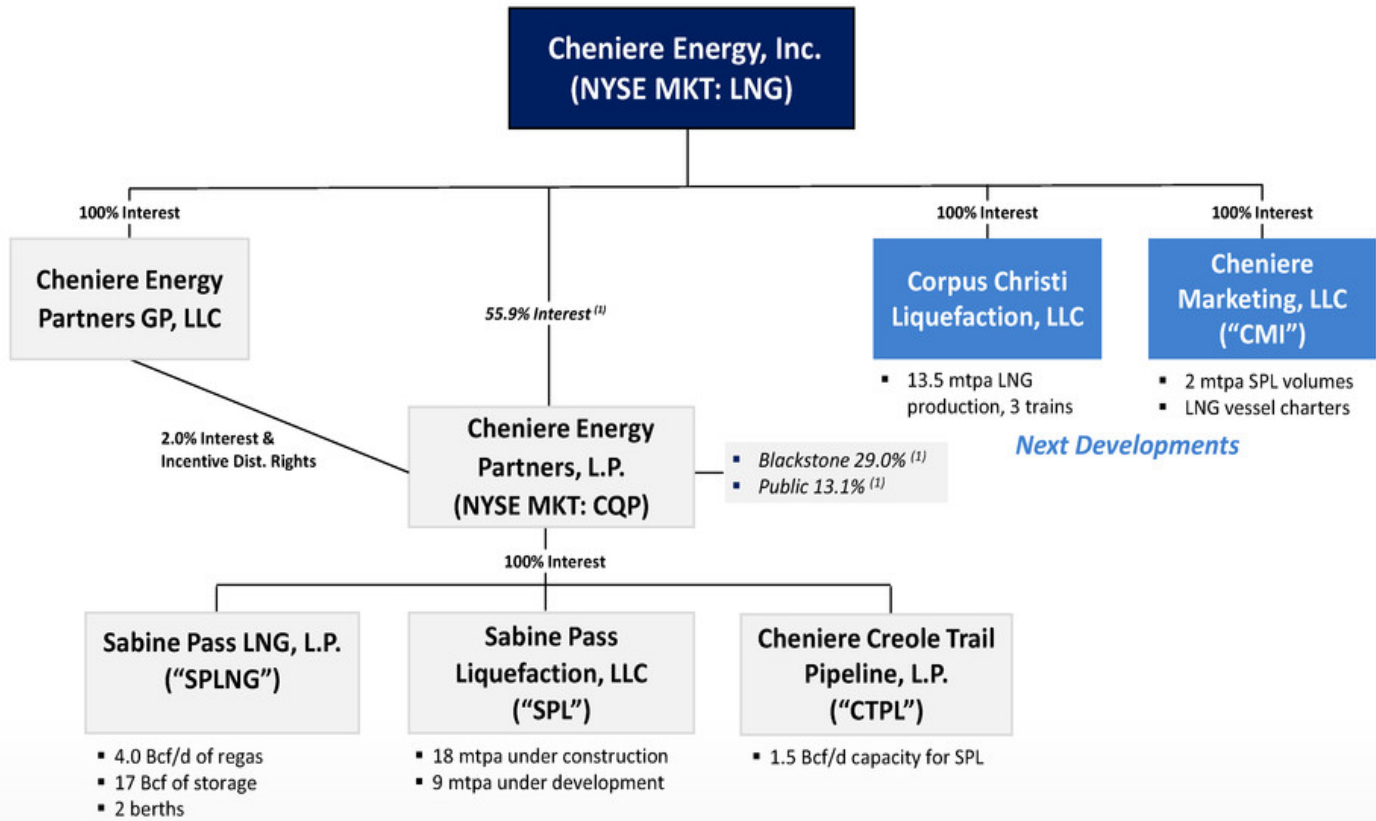 Cheniere Energy, Inc.
(NYSE MKT: LNG)
100% Interest
Cheniere Energy
Partners GP, LLC
55.9% Interest (1)
100% Interest
Corpus Christi
Liquefaction, LLC
▪ 13.5 mtpa LNG
production, 3 trains
100% Interest
Cheniere
Marketing, LLC
(“CMI”)
▪ 2 mtpa SPL volumes
▪ LNG vessel charters
Next Developments
2.0% Interest &
Incentive Dist. Rights
Cheniere Energy
Partners, L.P.
(NYSE MKT: CQP)
▪ Blackstone 29.0% (1)
▪ Public 13.1% (1)
100% Interest
Sabine Pass LNG, L.P.
(“SPLNG”)
▪ 4.0 Bcf/d of regas
▪ 17 Bcf of storage
▪ 2 berths
Sabine Pass
Liquefaction, LLC
(“SPL”)
▪ 18 mtpa under construction
▪ 9 mtpa under development
Cheniere Creole Trail
Pipeline, L.P.
(“CTPL”)
▪ 1.5 Bcf/d capacity for SPL